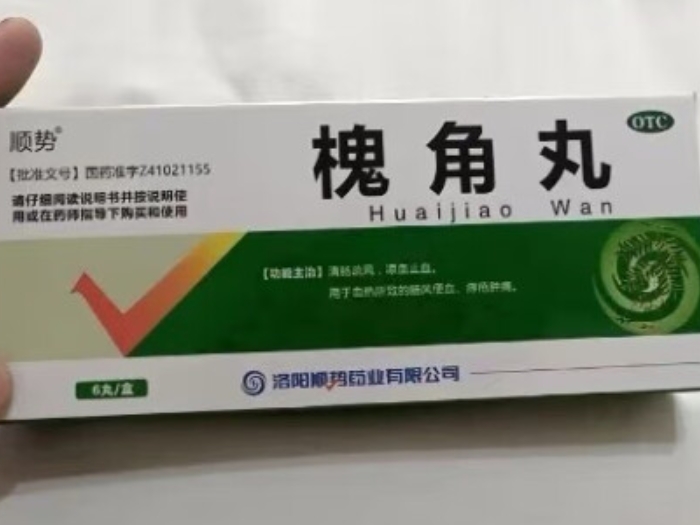 顺势®
OTC
槐角丸
Huaijiao Wan
【批准文号】国药准字Z41021155
请仔细阅读说明书并按说明使
用或在药师指导下购买和使用
【功能主治】清肠疏风，凉血止血。
用于血热所致的肠风便血、痔疮肿痛。
6丸/盒
洛阳顺势药业有限公司